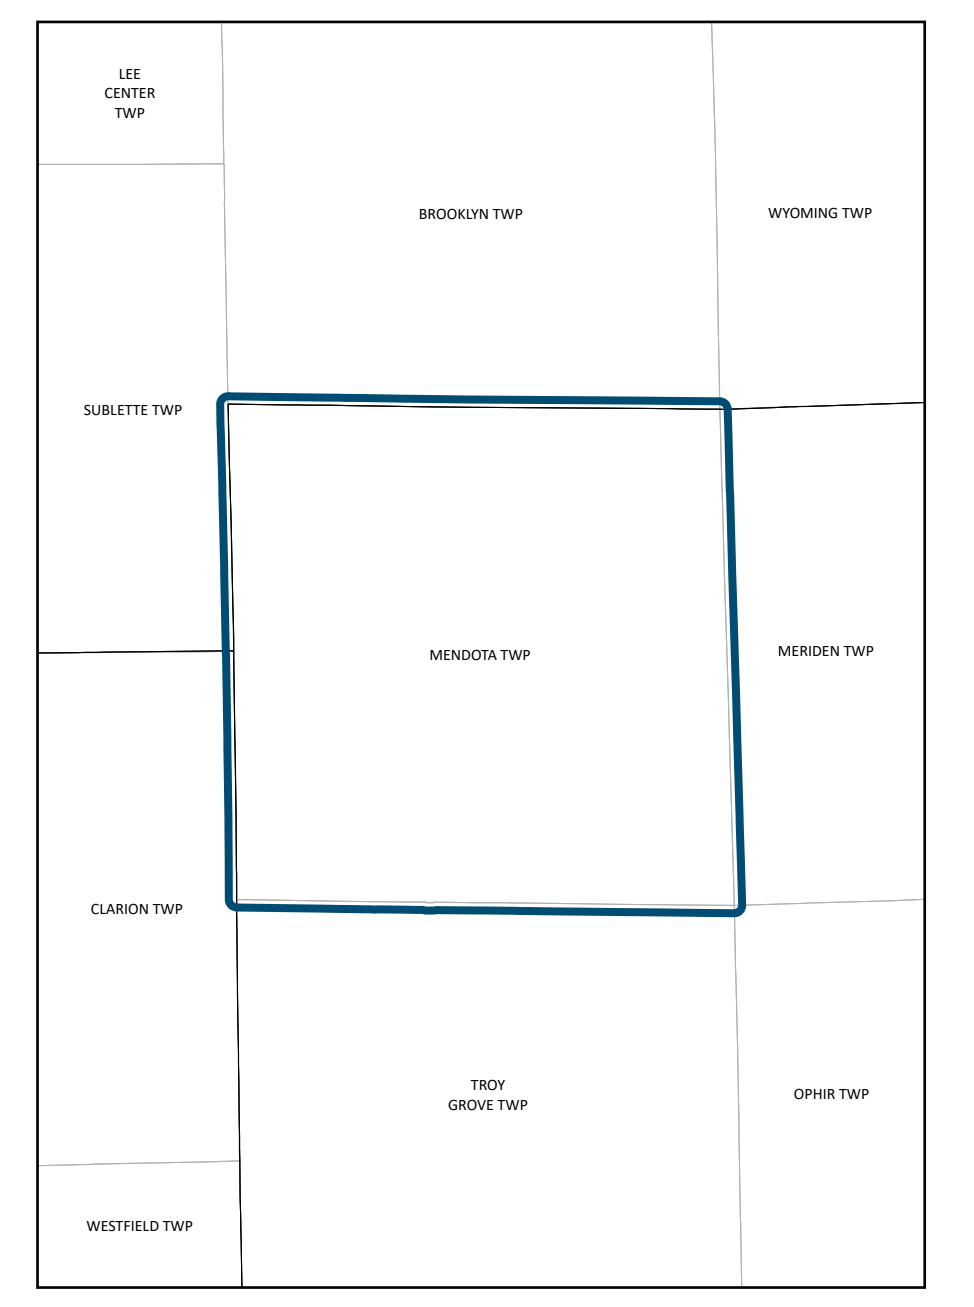 LEE
CENTER
TWP
BROOKLYN TWP
WYOMING TWP
SUBLETTE TWP
MENDOTA TWP
MERIDEN TWP
CLARION TWP
TROY
GROVE TWP
OPHIR TWP
WESTFIELD TWP